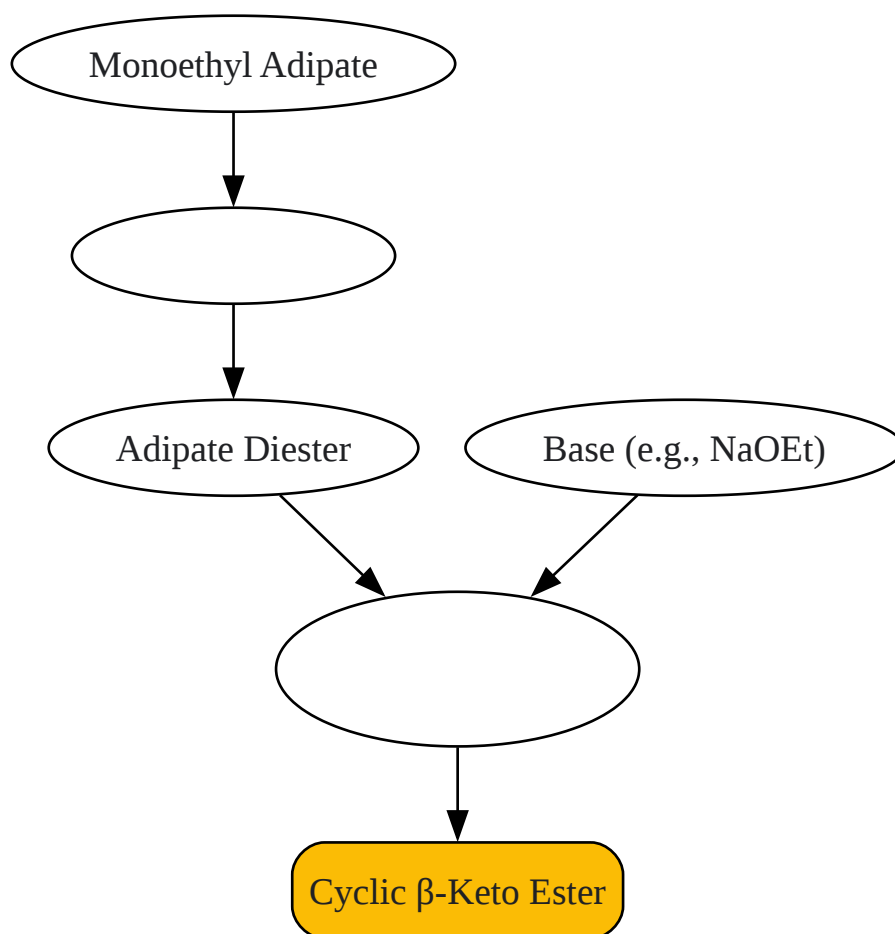 Monoethyl Adipate
Adipate Diester
Base (e.g., NaOEt)
Cyclic β-Keto Ester